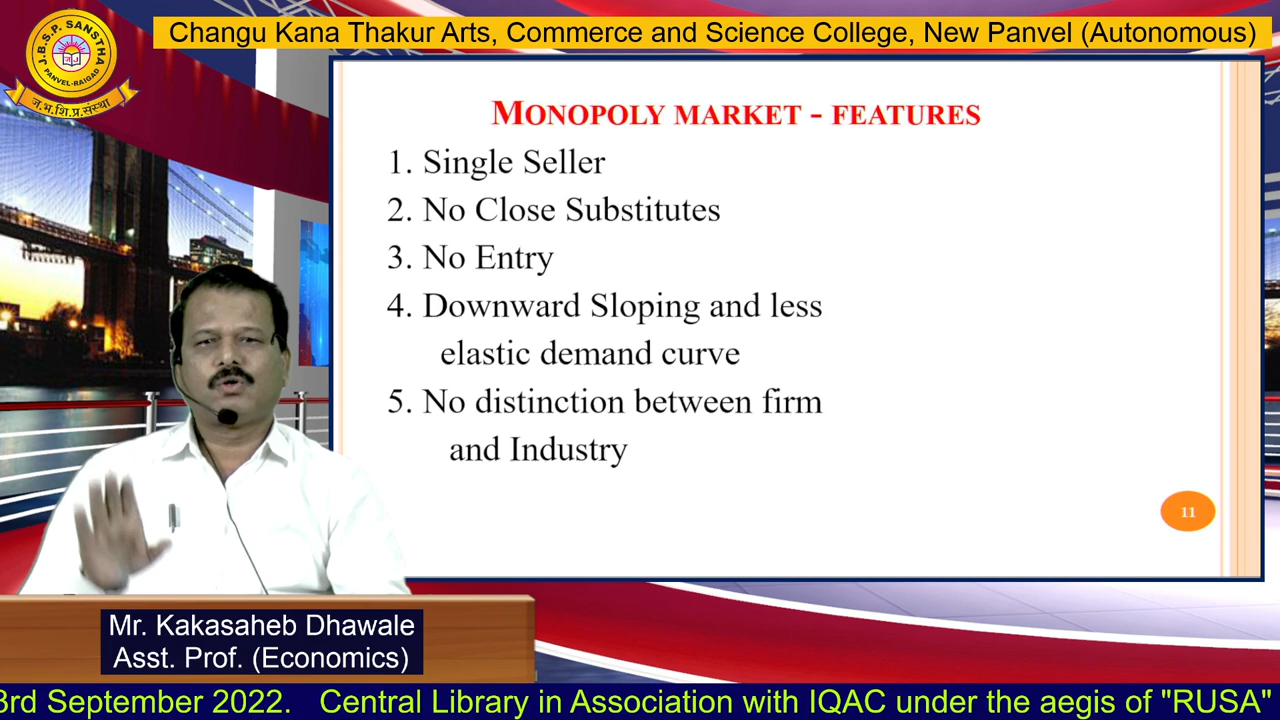 Changu Kana Thakur Arts, Commerce and Science College, New Panvel (Autonomous)
J.B.S.P. SANSTHA
PANVEL-RAIGAD
ज.भ.शि.प्र.संस्था
MONOPOLY MARKET - FEATURES
1. Single Seller
2. No Close Substitutes
3. No Entry
4. Downward Sloping and less
elastic demand curve
5. No distinction between firm
and Industry
11
Mr. Kakasaheb Dhawale
Asst. Prof. (Economics)
3rd September 2022. Central Library in Association with IQAC under the aegis of "RUSA"